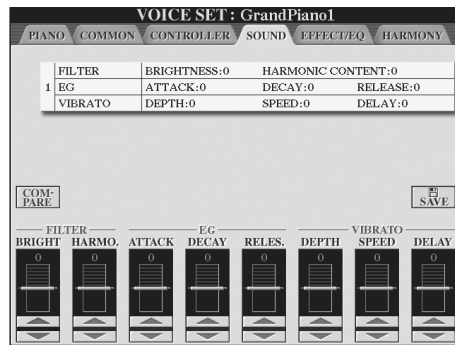 VOICE SET : GrandPiano1
PIANO COMMON CONTROLLER SOUND EFFECT/EQ HARMONY
FILTER BRIGHTNESS:0 HARMONIC CONTENT:0
1 EG ATTACK:0 DECAY:0 RELEASE:0
VIBRATO DEPTH:0 SPEED:0 DELAY:0
COM-
PARE
SAVE
FILTER EG VIBRATO
BRIGHT HARMO. ATTACK DECAY RELES. DEPTH SPEED DELAY
0 0 0 0 0 0 0 0